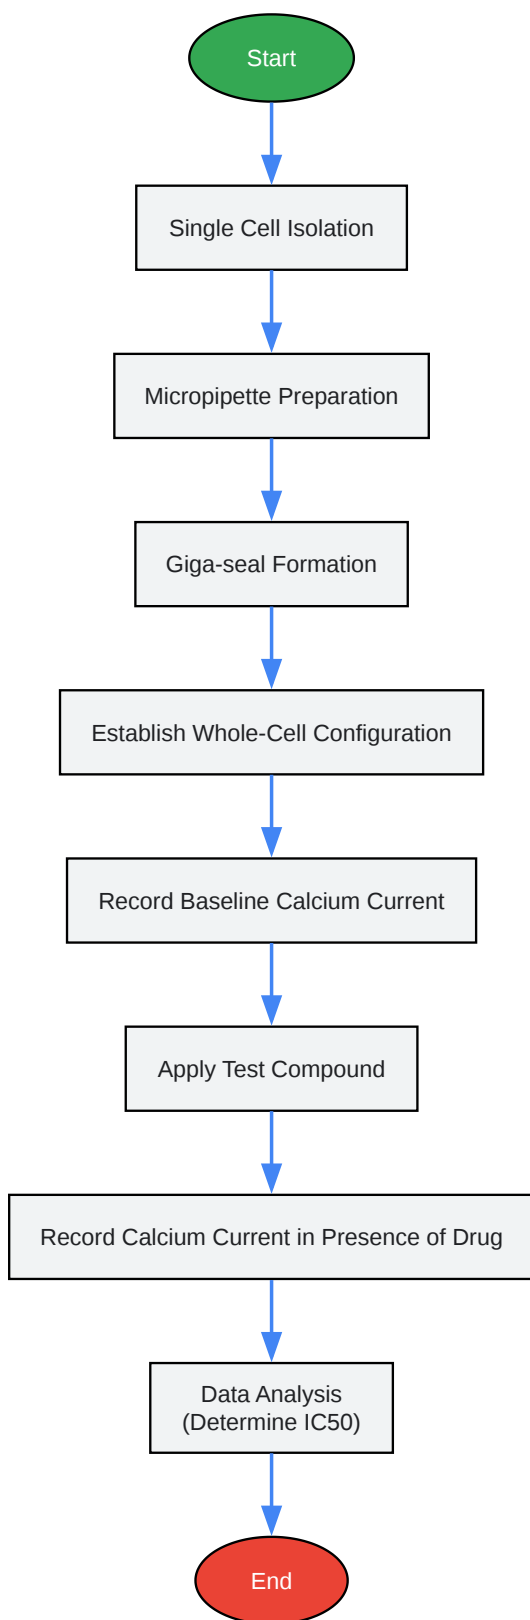 Start
Single Cell Isolation
Micropipette Preparation
Giga-seal Formation
Establish Whole-Cell Configuration
Record Baseline Calcium Current
Apply Test Compound
Record Calcium Current in Presence of Drug
Data Analysis
(Determine IC50)
End